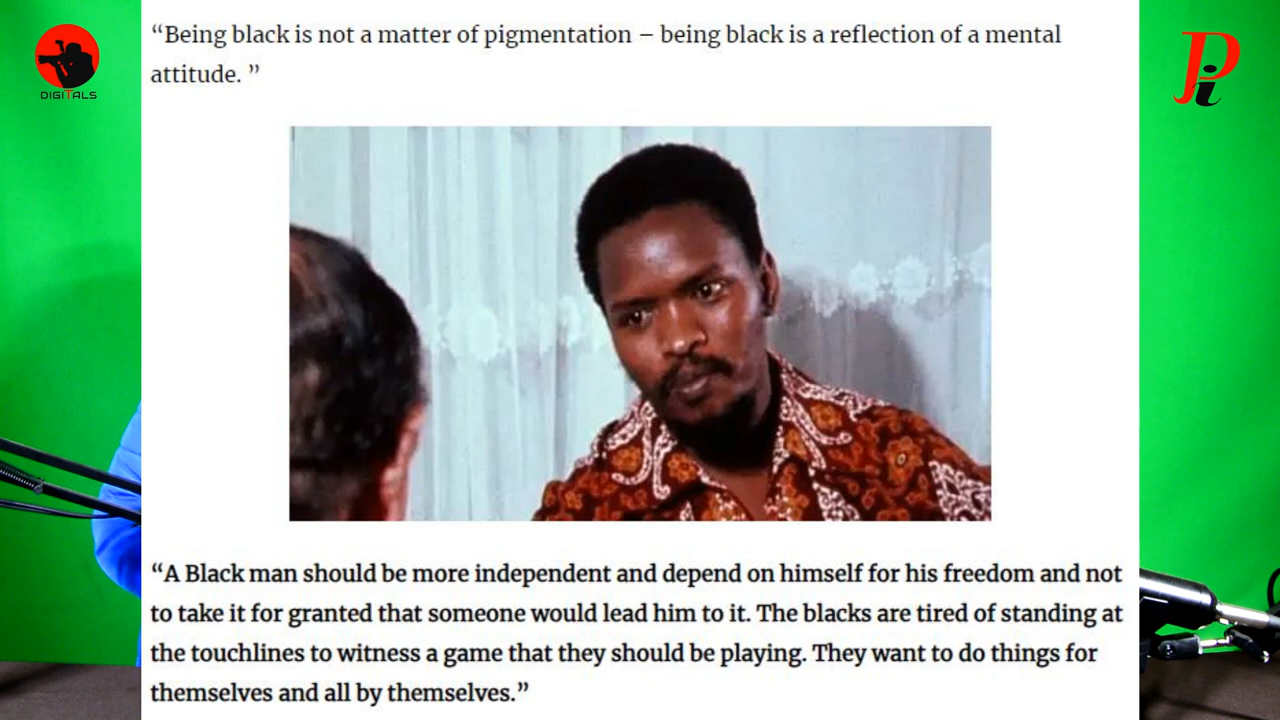 “Being black is not a matter of pigmentation – being black is a reflection of a mental
attitude. ”
DIGITALS
Pi
“A Black man should be more independent and depend on himself for his freedom and not
to take it for granted that someone would lead him to it. The blacks are tired of standing at
the touchlines to witness a game that they should be playing. They want to do things for
themselves and all by themselves.”